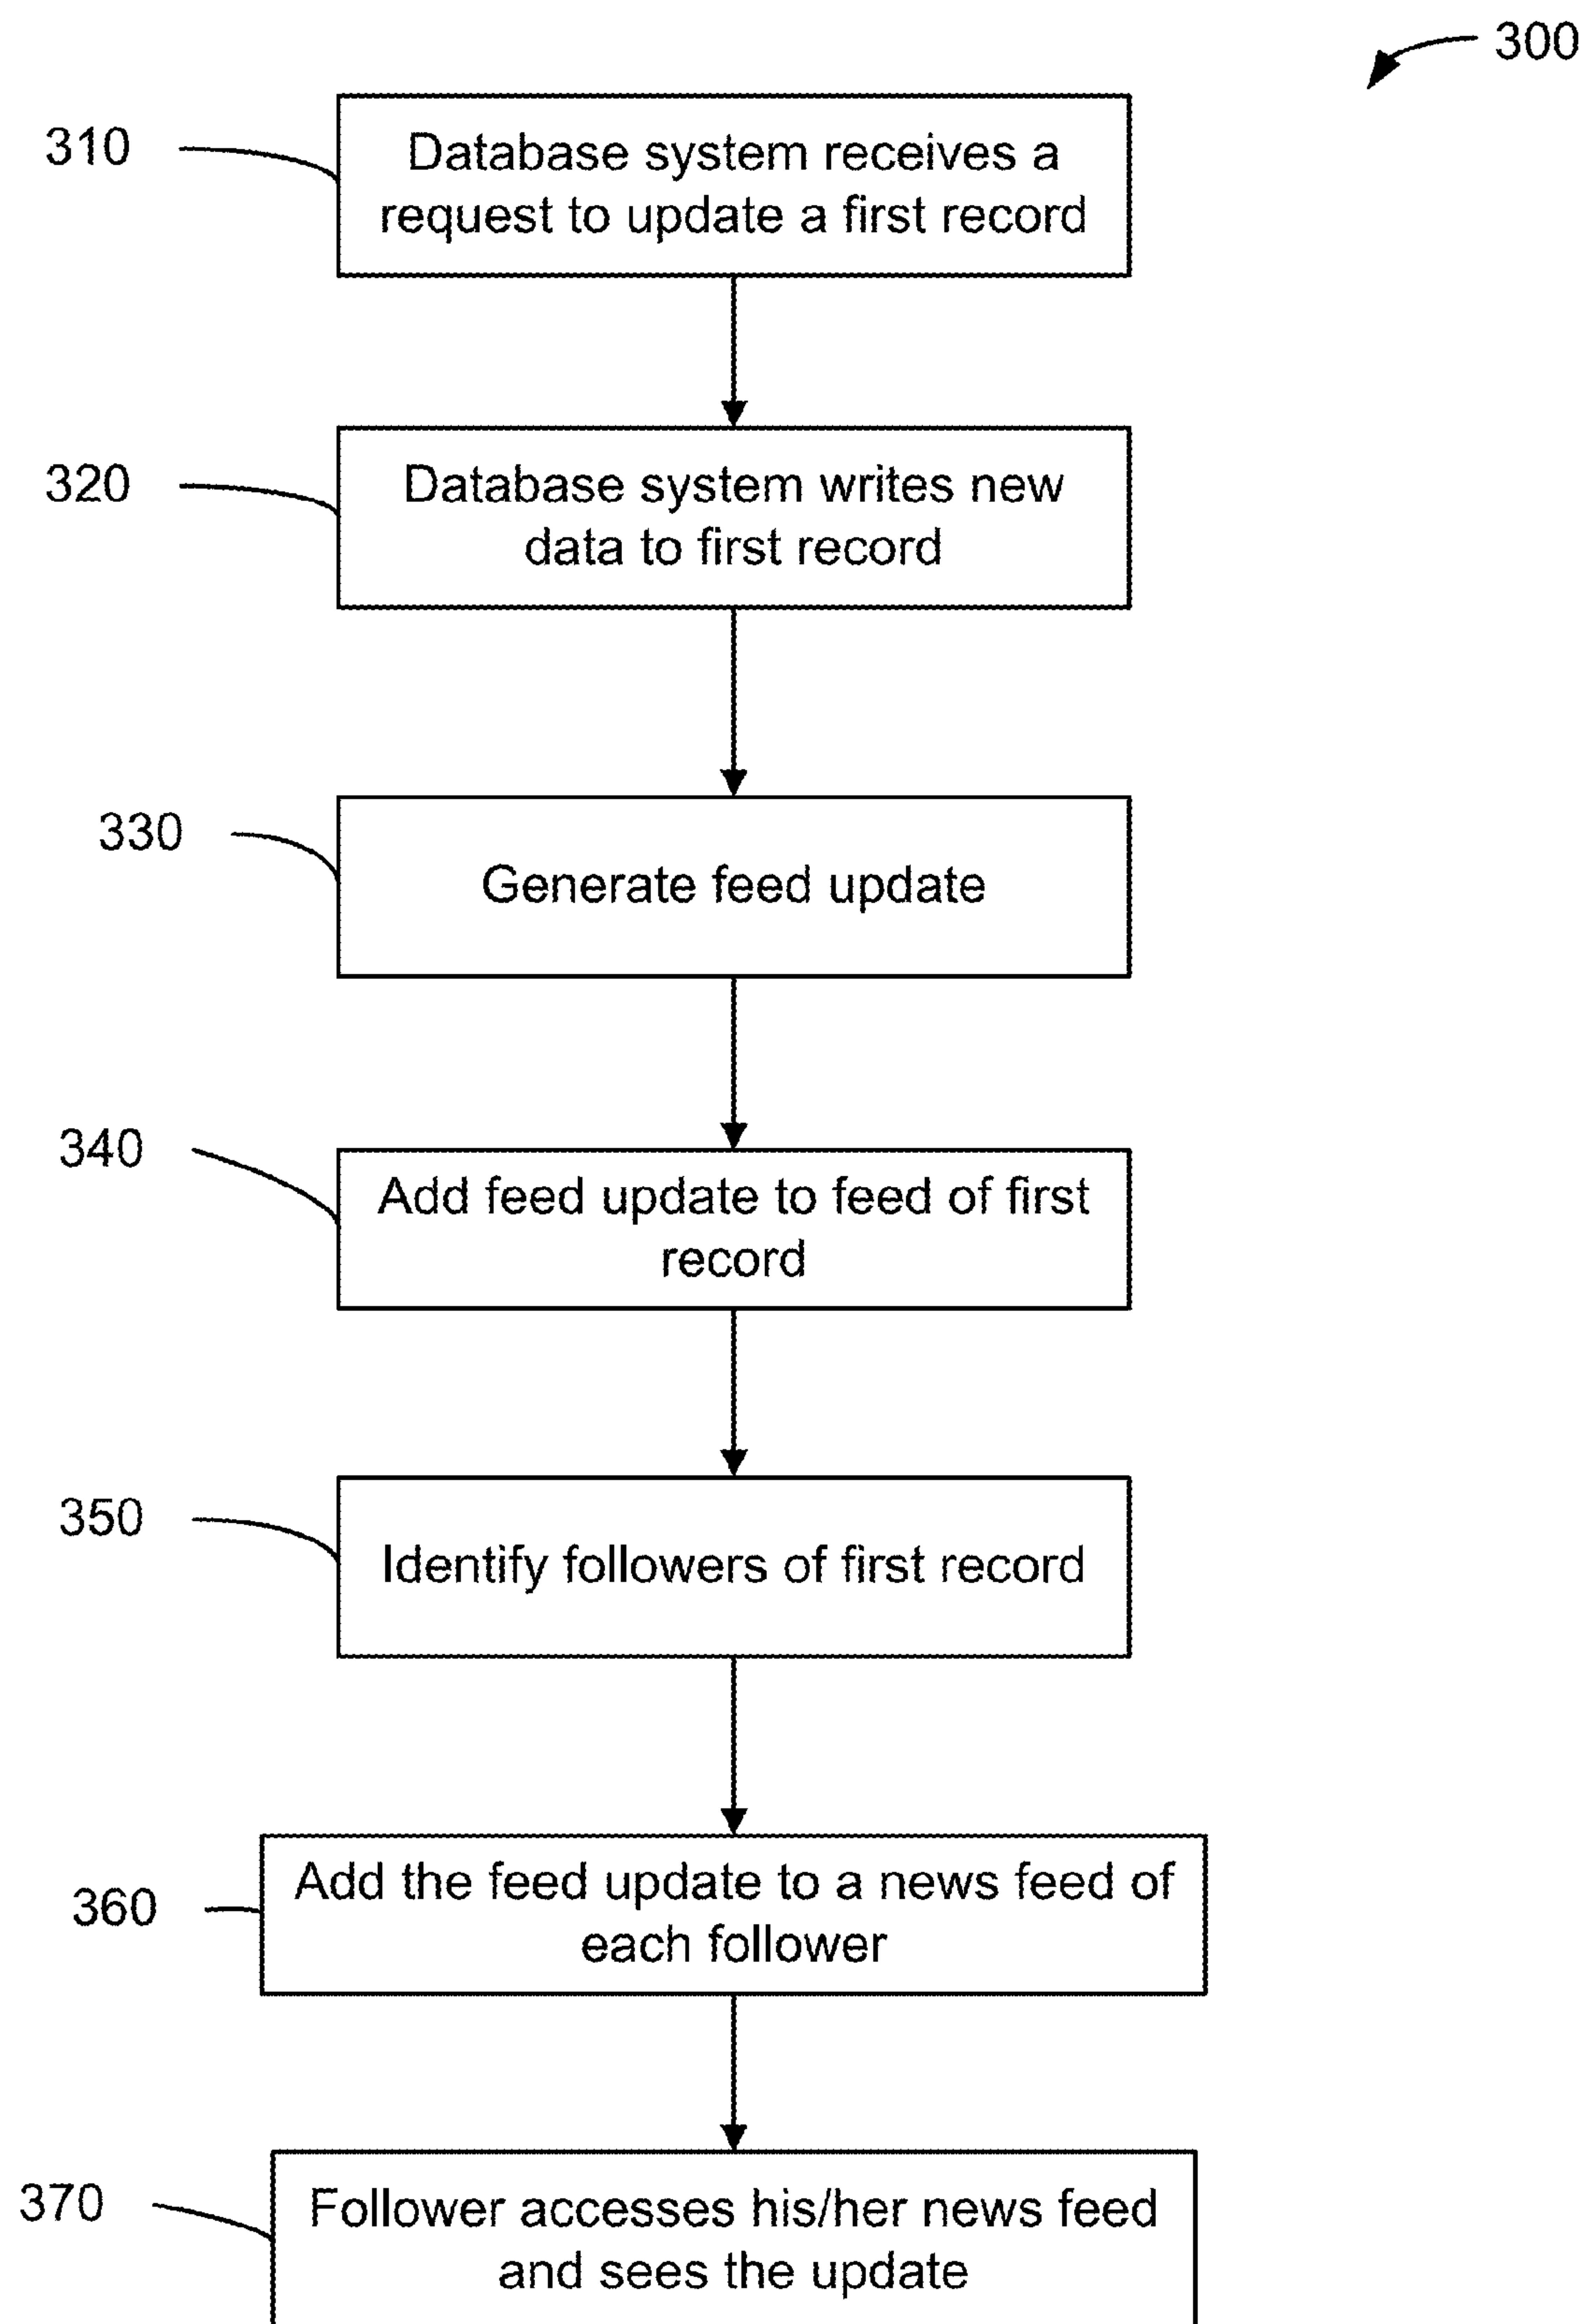 300
310
Database system receives a
request to update a first record
320
Database system writes new
data to first record
330
Generate feed update
340
Add feed update to feed of first
record
350
Identify followers of first record
360
Add the feed update to a news feed of
each follower
370
Follower accesses his/her news feed
and sees the update